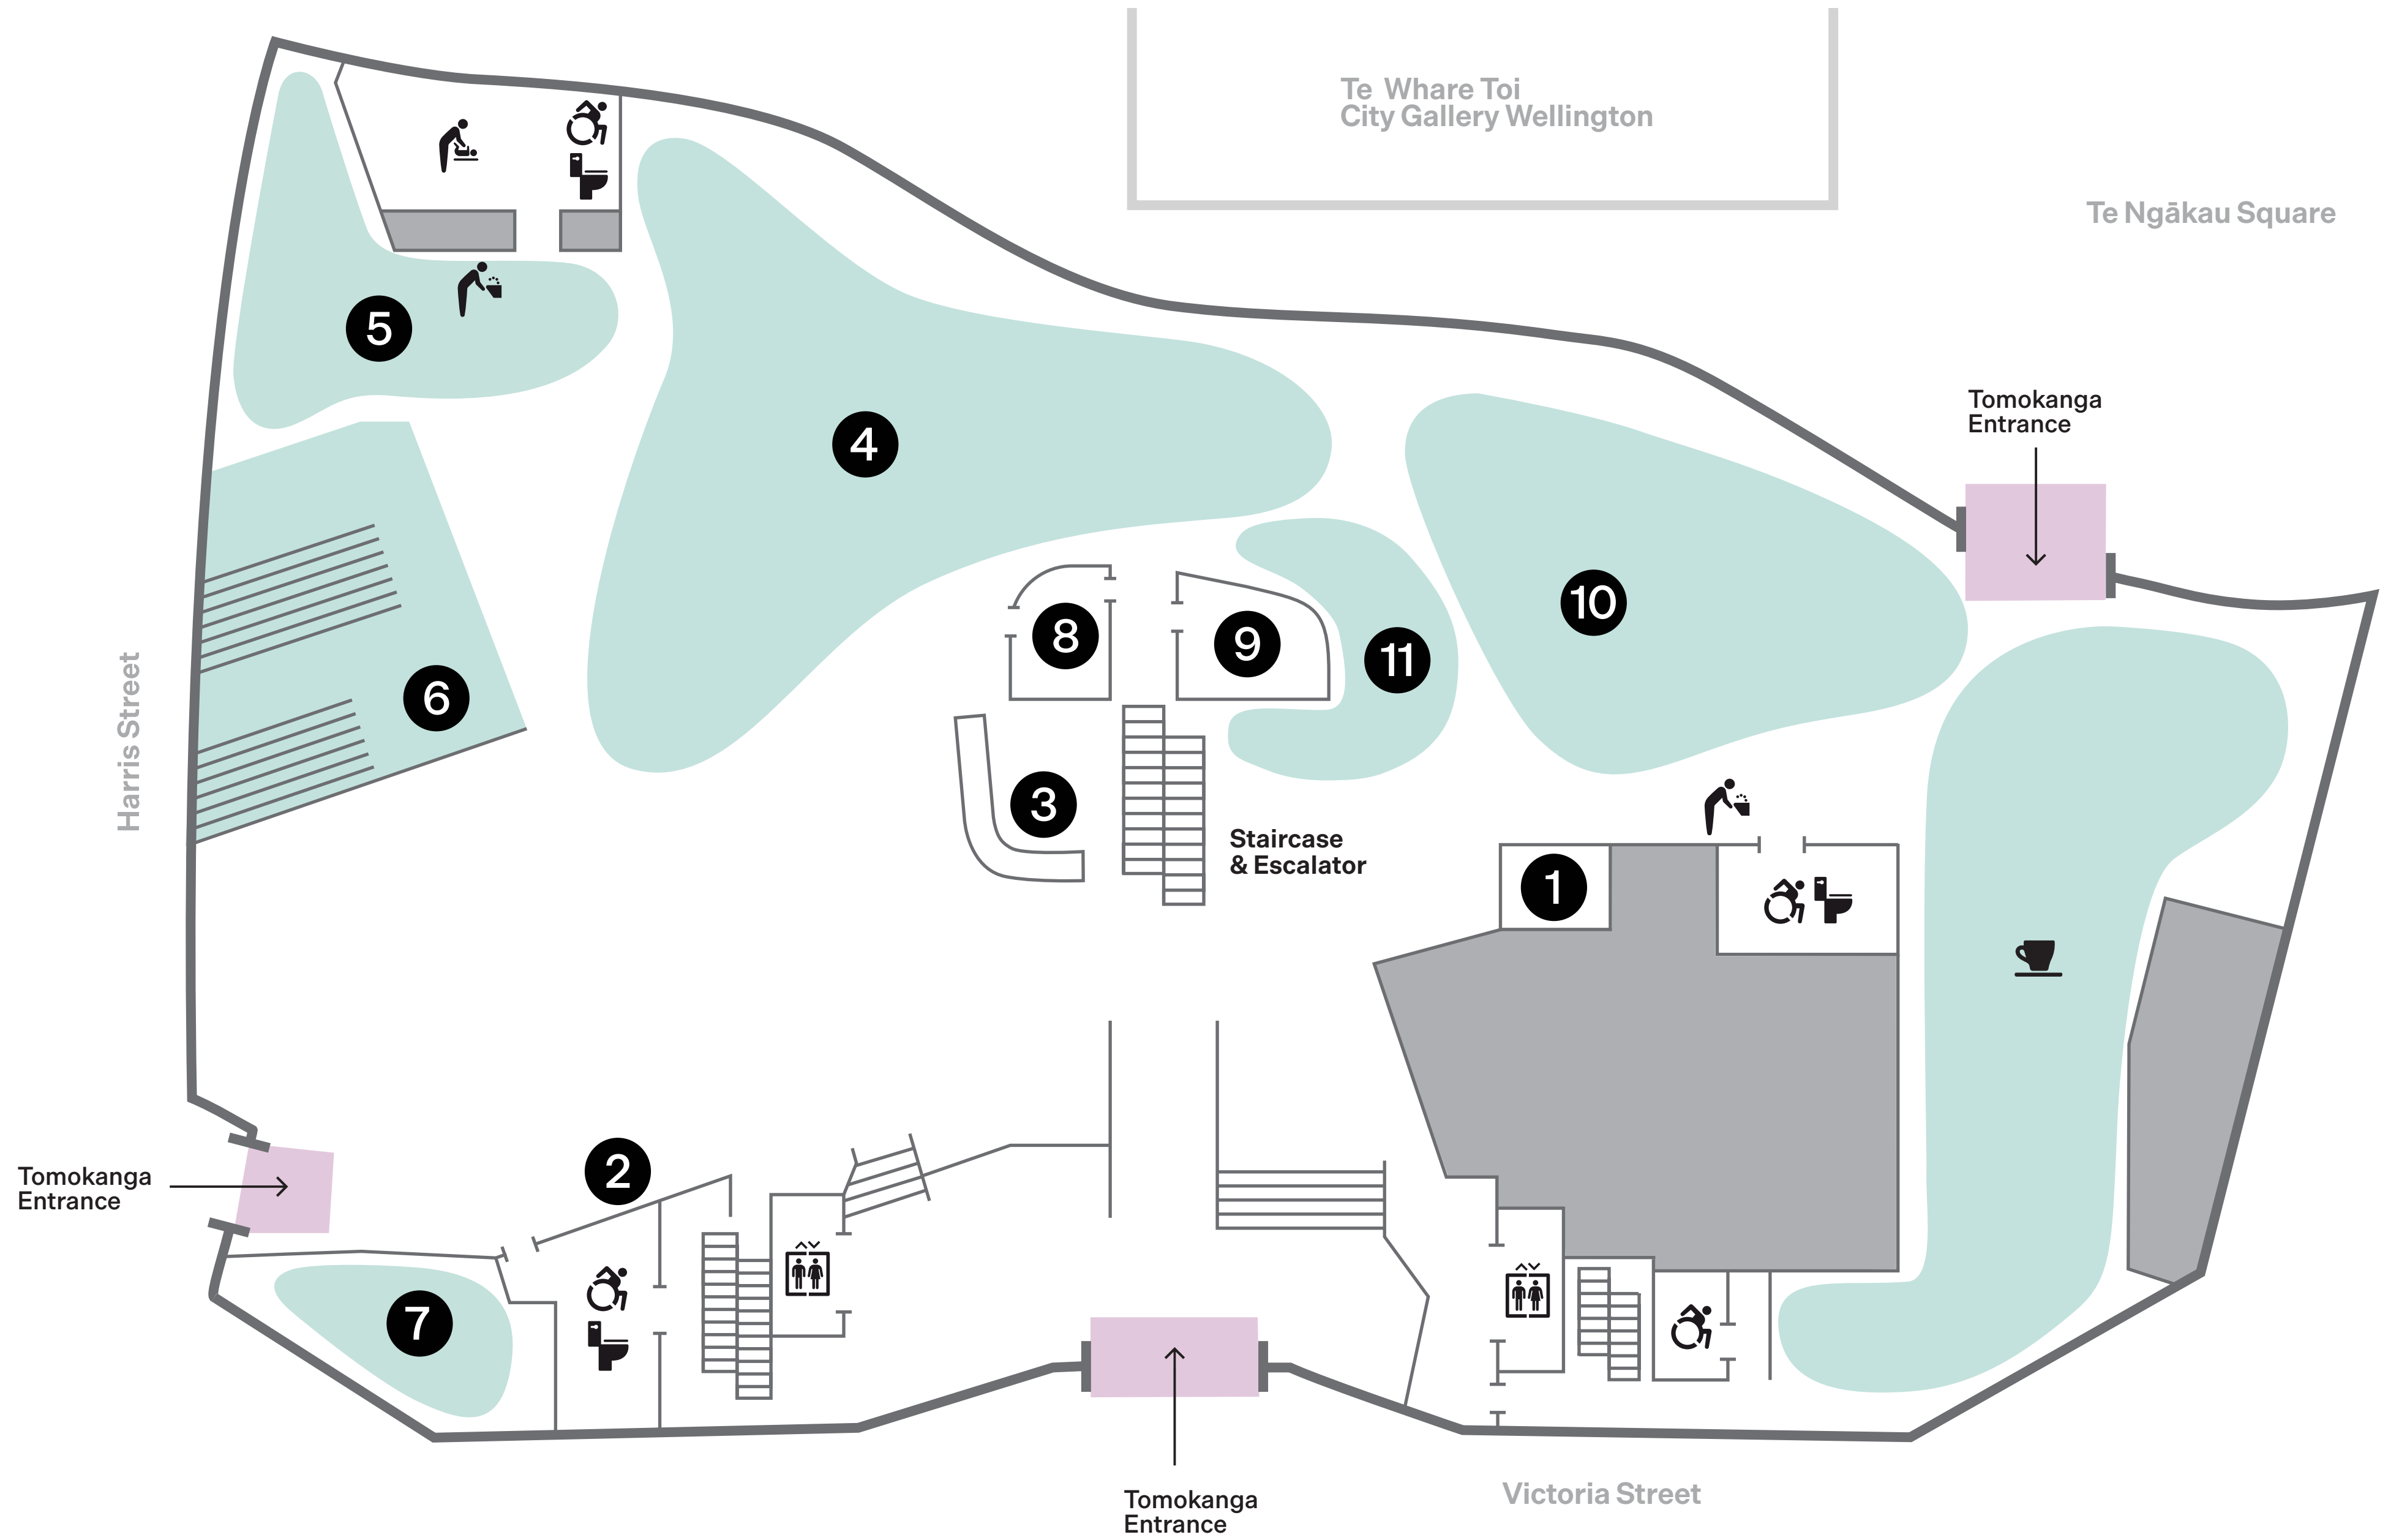 Te Whare Toi
City Gallery Wellington
Te Ngākau Square
Tomokanga
Entrance
5
4
10
8
9
11
6
Harris Street
3
Staircase
& Escalator
1
2
Tomokanga
Entrance
7
Tomokanga
Entrance
Victoria Street